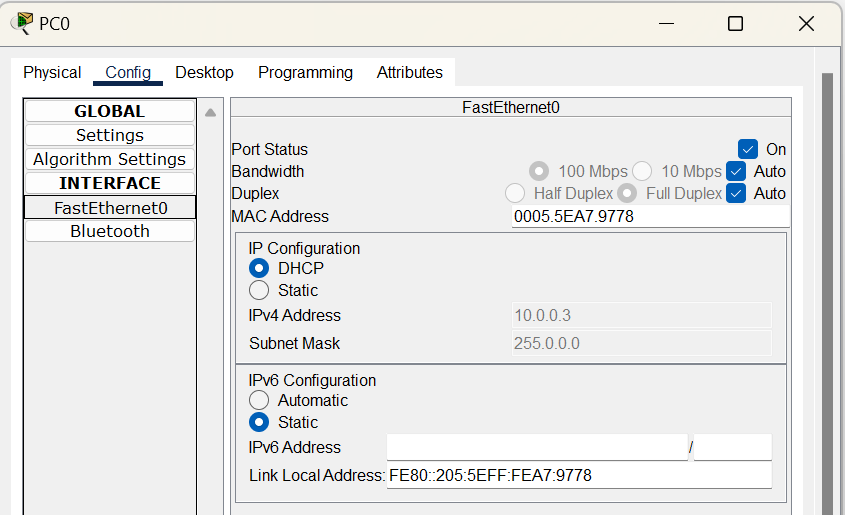 PC0
Physical Config Desktop Programming Attributes
GLOBAL
Settings
Algorithm Settings
INTERFACE
FastEthernet0
Bluetooth
FastEthernet0
Port Status On
Bandwidth 100 Mbps 10 Mbps Auto
Duplex Half Duplex Full Duplex Auto
MAC Address 0005.5EA7.9778
IP Configuration
DHCP
Static
IPv4 Address 10.0.0.3
Subnet Mask 255.0.0.0
IPv6 Configuration
Automatic
Static
IPv6 Address /
Link Local Address: FE80::205:5EFF:FEA7:9778